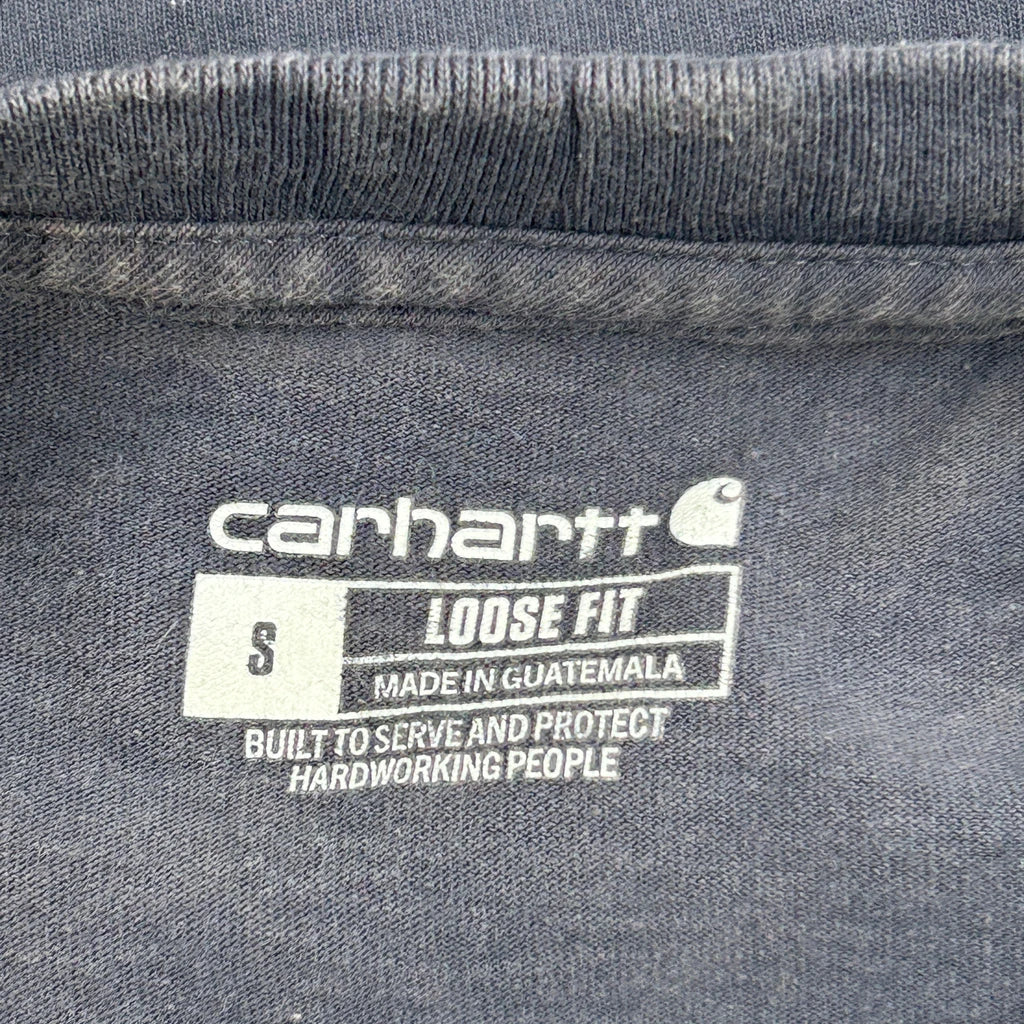 carhartt
S
LOOSE FIT
MADE IN GUATEMALA
BUILT TO SERVE AND PROTECT
HARDWORKING PEOPLE